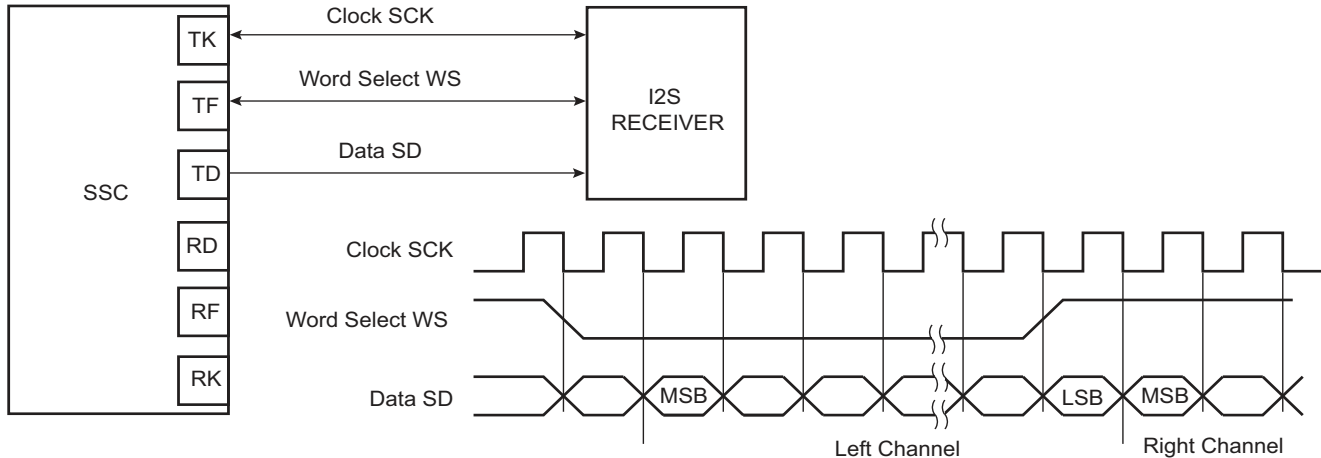 Clock SCK
TK
Word Select WS
TF
I2S
RECEIVER
Data SD
TD
SSC
RD
RF
RK
Clock SCK
Word Select WS
Data SD
MSB
LSB
MSB
Left Channel
Right Channel